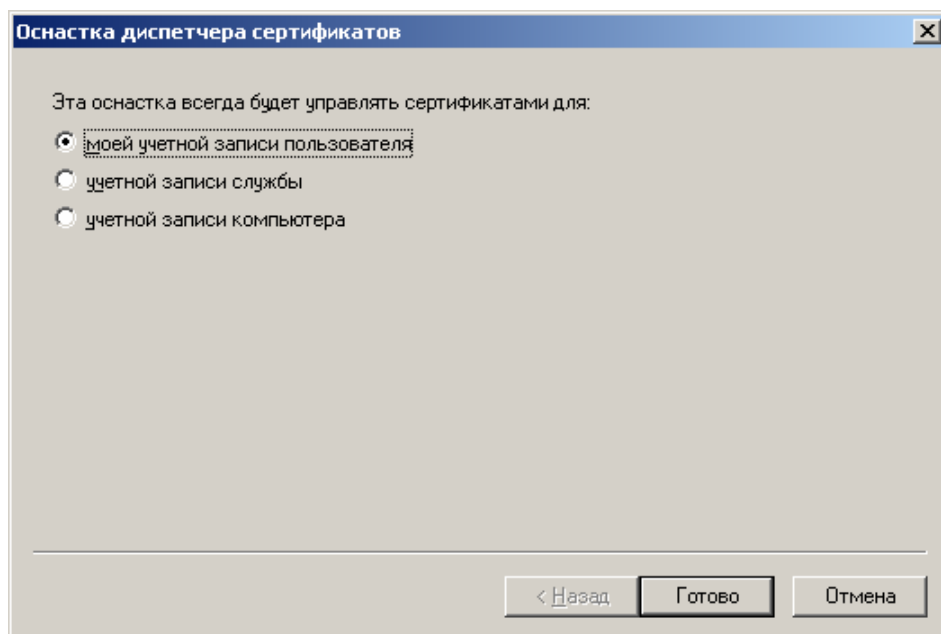 Оснастка диспетчера сертификатов
Эта оснастка всегда будет управлять сертификатами для:
моей учетной записи пользователя
учетной записи службы
учетной записи компьютера
< Назад Готово Отмена